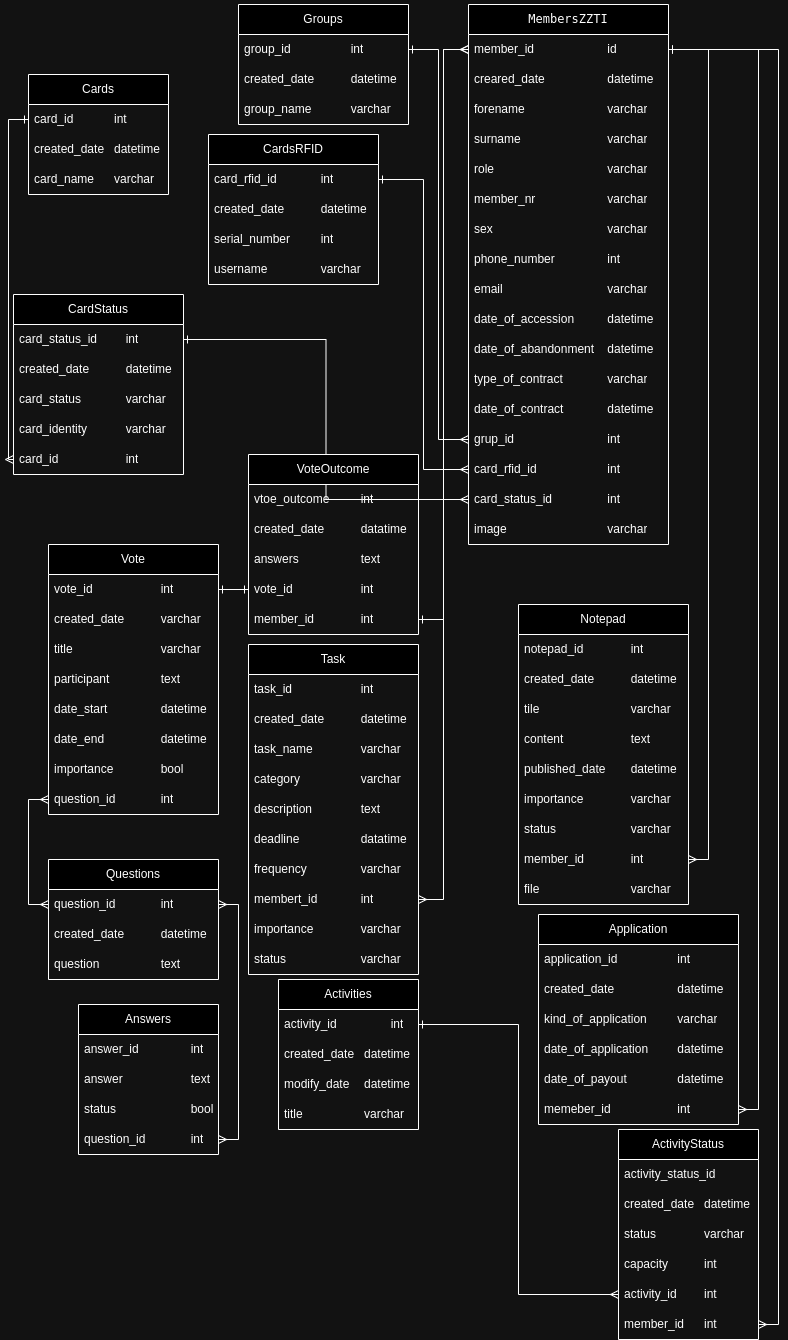 Groups
group_id int
created_date datetime
group_name varchar
MembersZZTI
member_id id
creared_date datetime
forename varchar
surname varchar
role varchar
member_nr varchar
sex varchar
phone_number int
email varchar
date_of_accession datetime
date_of_abandonment datetime
type_of_contract varchar
date_of_contract datetime
grup_id int
card_rfid_id int
card_status_id int
image varchar
Cards
card_id int
created_date datetime
card_name varchar
CardsRFID
card_rfid_id int
created_date datetime
serial_number int
username varchar
CardStatus
card_status_id int
created_date datetime
card_status varchar
card_identity varchar
card_id int
VoteOutcome
vtoe_outcome int
created_date datatime
answers text
vote_id int
member_id int
Vote
vote_id int
created_date varchar
title varchar
participant text
date_start datetime
date_end datetime
importance bool
question_id int
Task
task_id int
created_date datetime
task_name varchar
category varchar
description text
deadline datatime
frequency varchar
membert_id int
importance varchar
status varchar
Notepad
notepad_id int
created_date datetime
tile varchar
content text
published_date datetime
importance varchar
status varchar
member_id int
file varchar
Questions
question_id int
created_date datetime
question text
Answers
answer_id int
answer text
status bool
question_id int
Activities
activity_id int
created_date datetime
modify_date datetime
title varchar
Application
application_id int
created_date datetime
kind_of_application varchar
date_of_application datetime
date_of_payout datetime
memeber_id int
ActivityStatus
activity_status_id
created_date datetime
status varchar
capacity int
activity_id int
member_id int